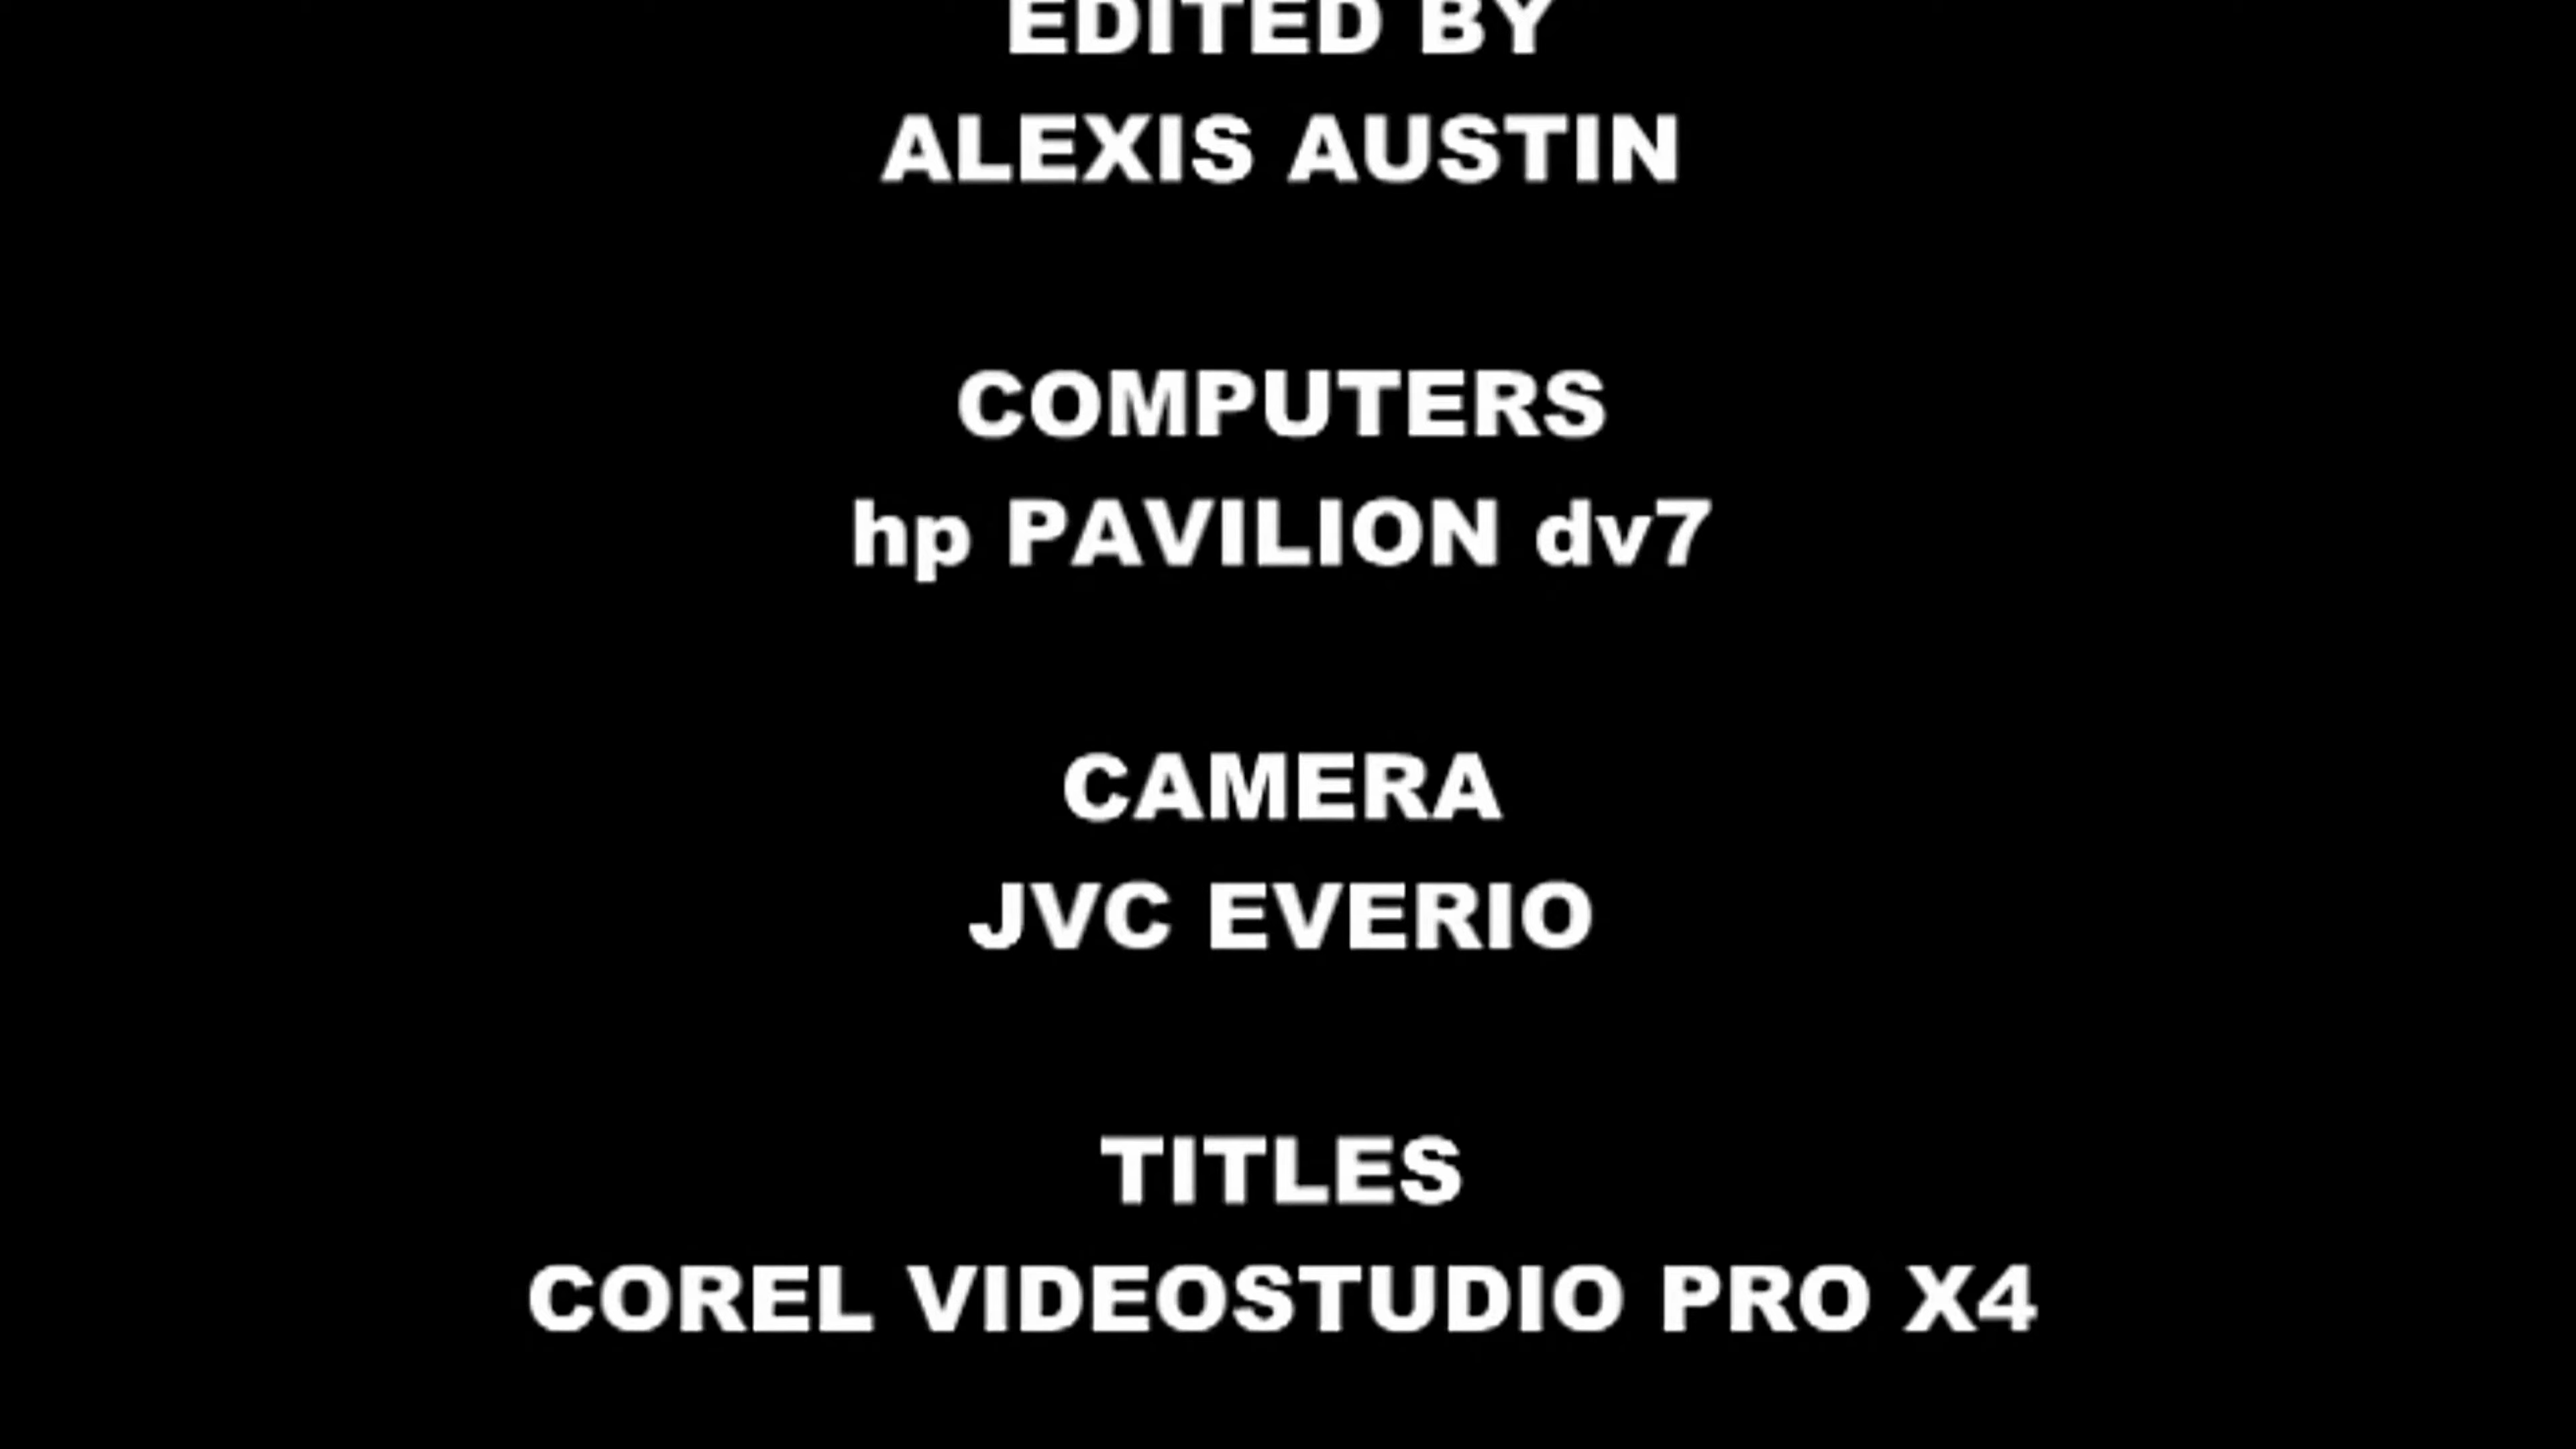 EDITED BY
ALEXIS AUSTIN
COMPUTERS
hp PAVILION dv7
CAMERA
JVC EVERIO
TITLES
COREL VIDEOSTUDIO PRO X4